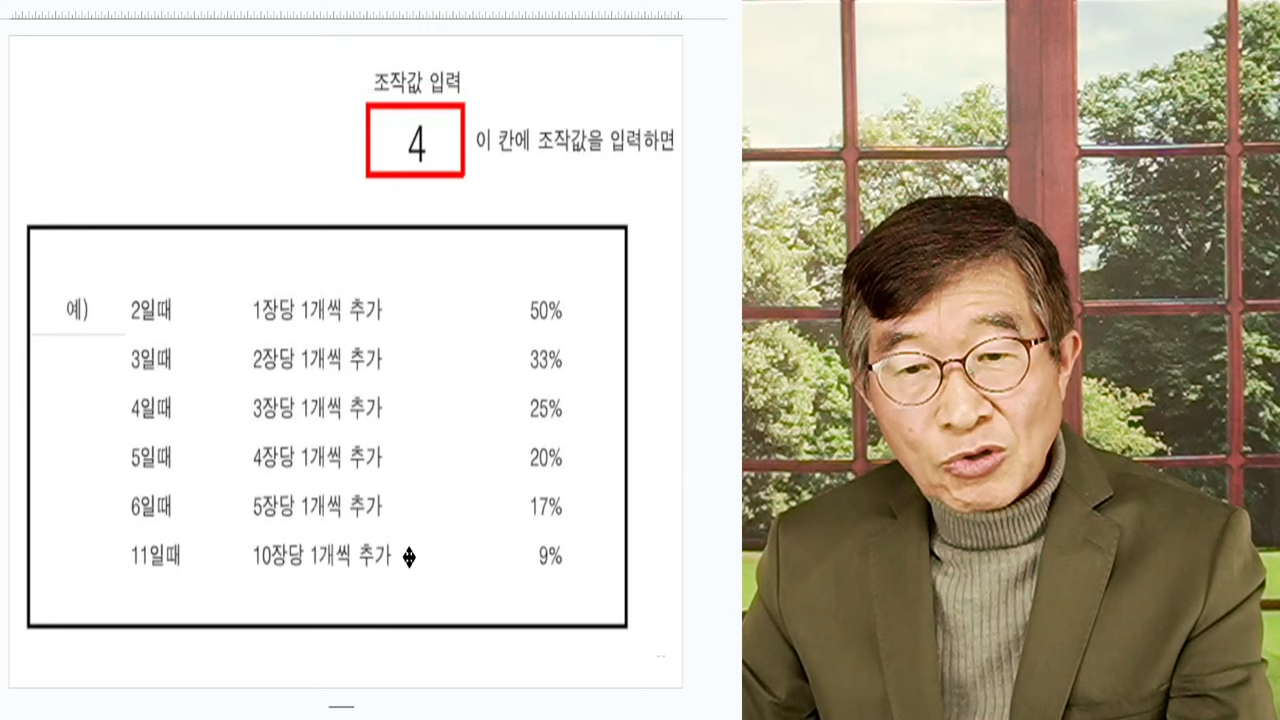 조작값 입력
4 이 칸에 조작값을 입력하면
예) 2일때 1장당 1개씩 추가 50%
3일때 2장당 1개씩 추가 33%
4일때 3장당 1개씩 추가 25%
5일때 4장당 1개씩 추가 20%
6일때 5장당 1개씩 추가 17%
11일때 10장당 1개씩 추가 9%